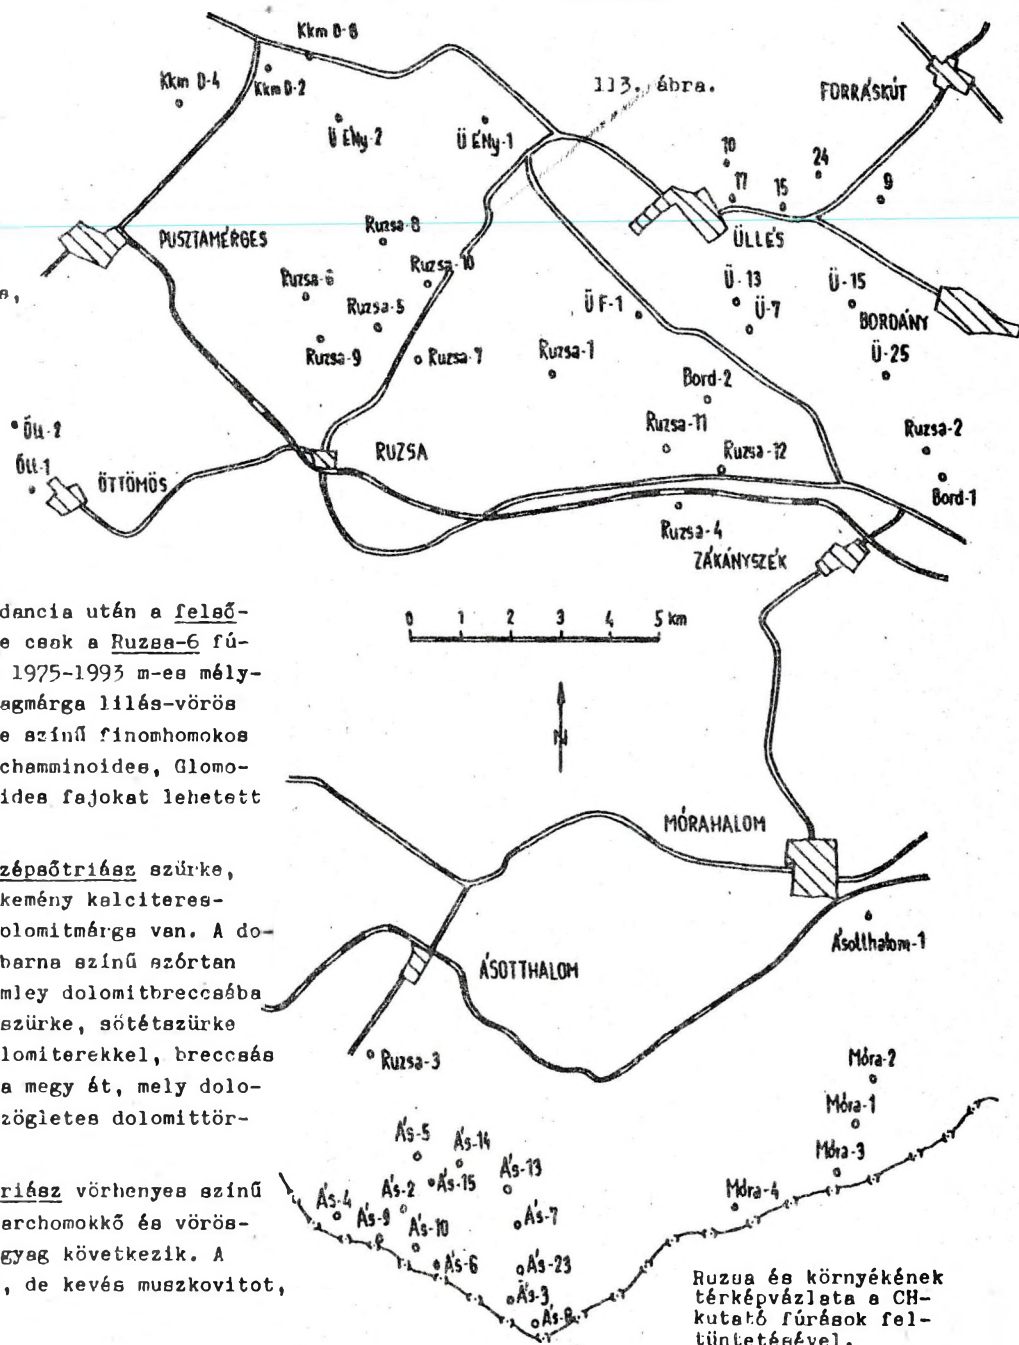 Kkm D-8
Kkm D-4
Kkm D-2
113. ábra.
FORRÁSKÚT
Ü ÉNy-2
Ü ÉNy-1
10
17
15
24
9
PUSZTAMÉRGES
Ruzsa-8
ÜLLÉS
Ruzsa-6
Ruzsa-10
Ü-13
Ü-15
Ruzsa-5
ÜF-1
Ü-7
BORDÁNY
Ruzsa-9
Ruzsa-7
Ruzsa-1
Ü-25
Bord-2
Ött-2
Ruzsa-11
Ruzsa-2
Ött-1
ÖTTÖMÖS
RUZSA
Ruzsa-12
Bord-1
Ruzsa-4
ZÁKÁNYSZÉK
0 1 2 3 4 5 km
N
dancia után a felső-
e csak a Ruzsa-6 fú-
1975-1993 m-es mély-
agmárga lilás-vörös
e színű finomhomokos
chamminoides, Glomo-
ides fajokat lehetett
zépsőtriász szürke,
kemény kalciteres-
olomitmárga van. A do-
barna színű szórtan
mley dolomitbreccsába
szürke, sötétszürke
lomiterekkel, breccsás
a megy át, mely dolo-
zögletes dolomittör-
riász vörhenyes színű
archomokkő és vörös-
gyag következik. A
, de kevés muszkovitot,
MÓRAHALOM
ÁSOTTHALOM
Ásotthalom-1
Ruzsa-3
Móra-2
Móra-1
Móra-3
Móra-4
Ás-5
Ás-14
Ás-13
Ás-4
Ás-2
Ás-15
Ás-9
Ás-10
Ás-7
Ás-6
Ás-23
Ás-3
Ás-8
Ruzsa és környékének
térképvázlata a CH-
kutató fúrások fel-
tüntetésével.